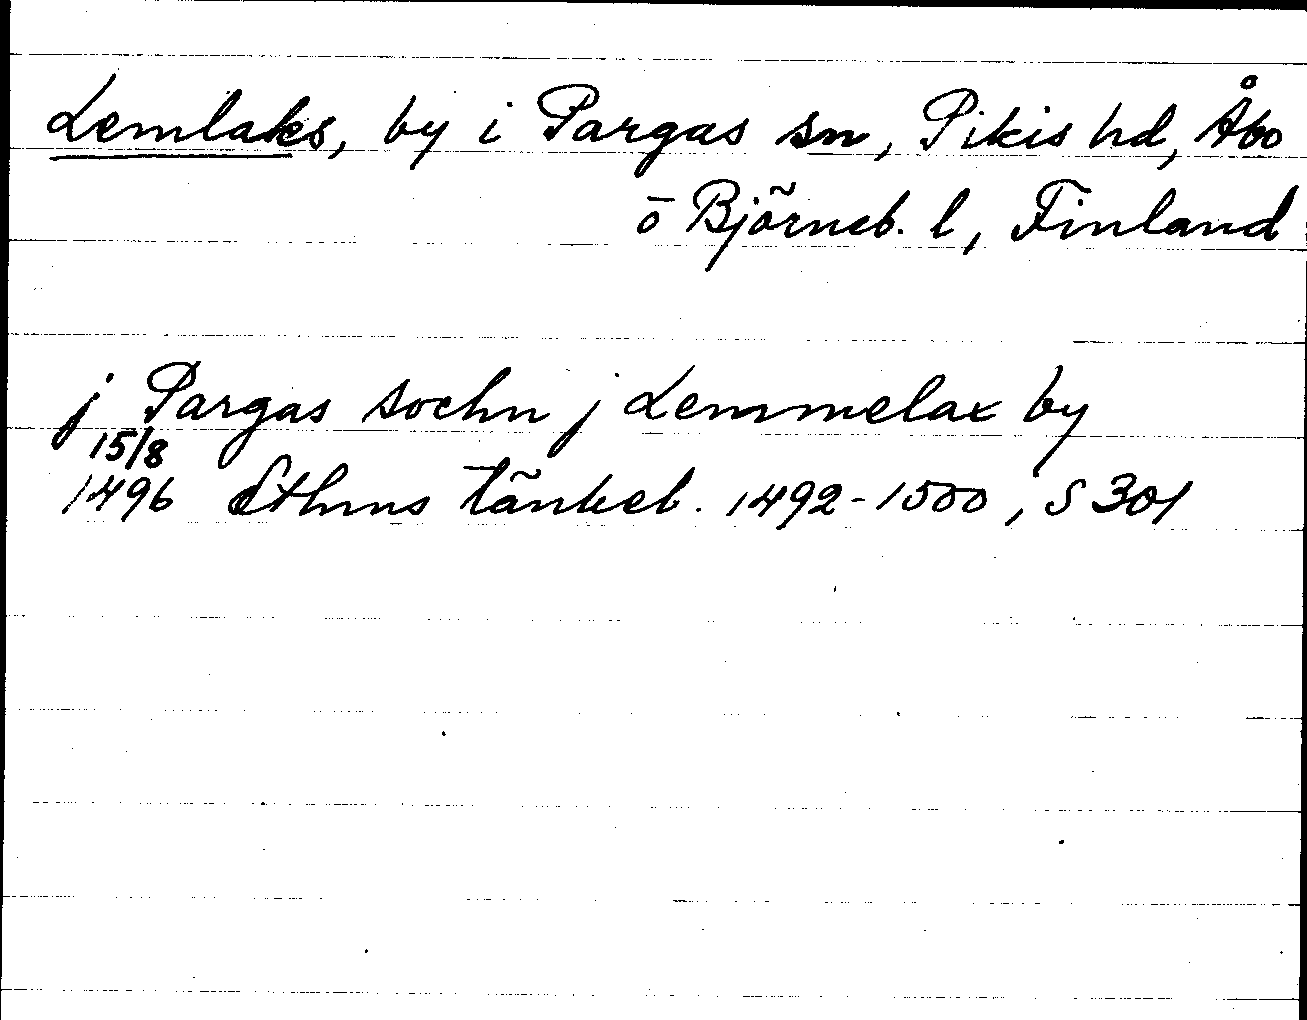 Lemlaks, by i Pargas sn, Pikis hd, Åbo
o Björneb. l, Finland
j Pargas sochn j Lemmelax by
15/8
1496 Sthms tänkeb. 1492-1500, S 301